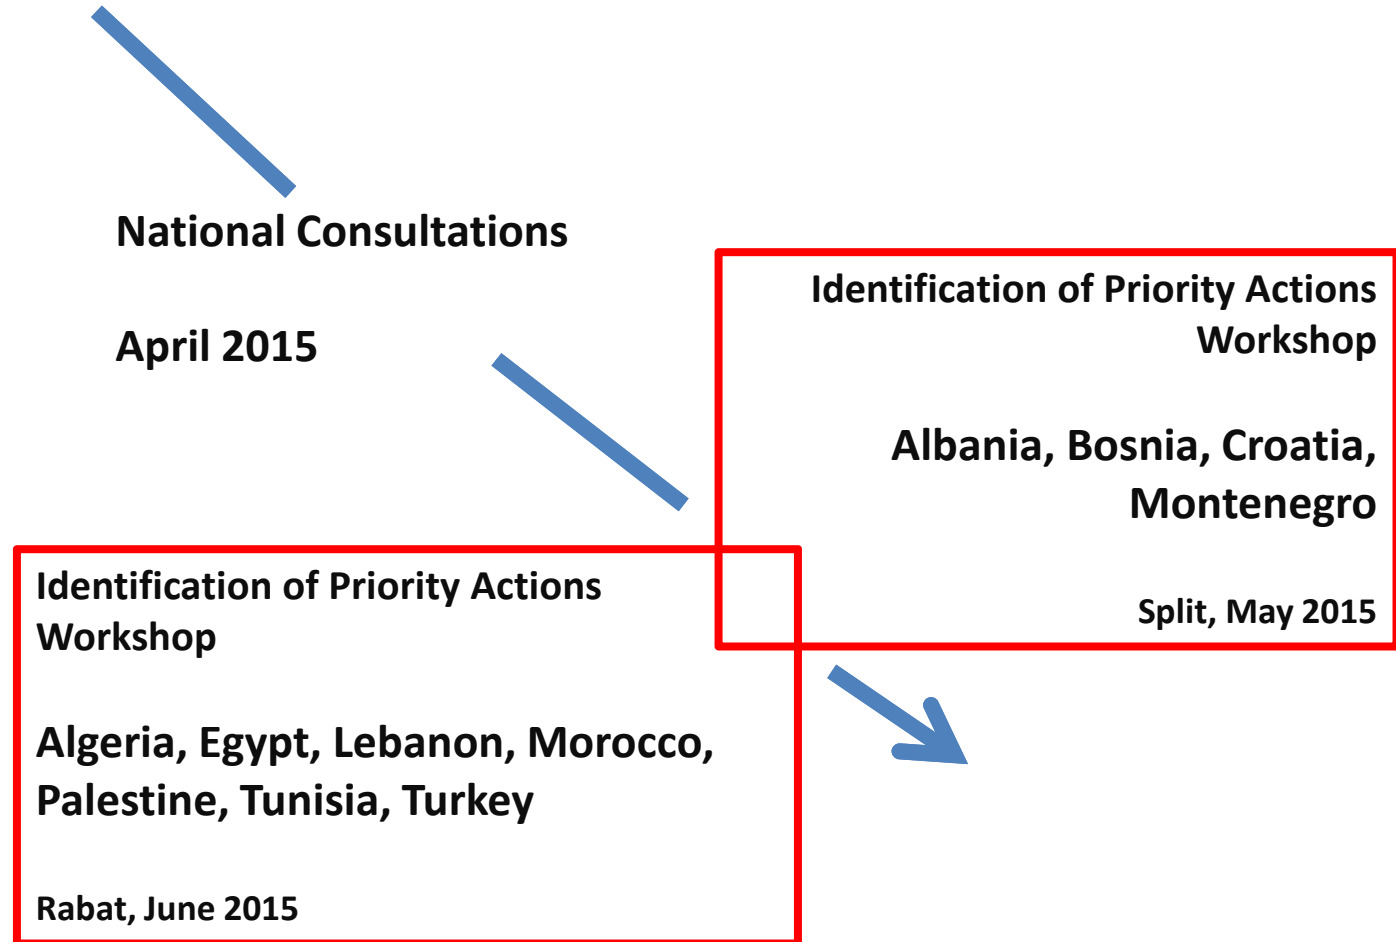 National Consultations
April 2015
Identification of Priority Actions
Workshop
Albania, Bosnia, Croatia,
Montenegro
Split, May 2015
Identification of Priority Actions
Workshop
Algeria, Egypt, Lebanon, Morocco,
Palestine, Tunisia, Turkey
Rabat, June 2015